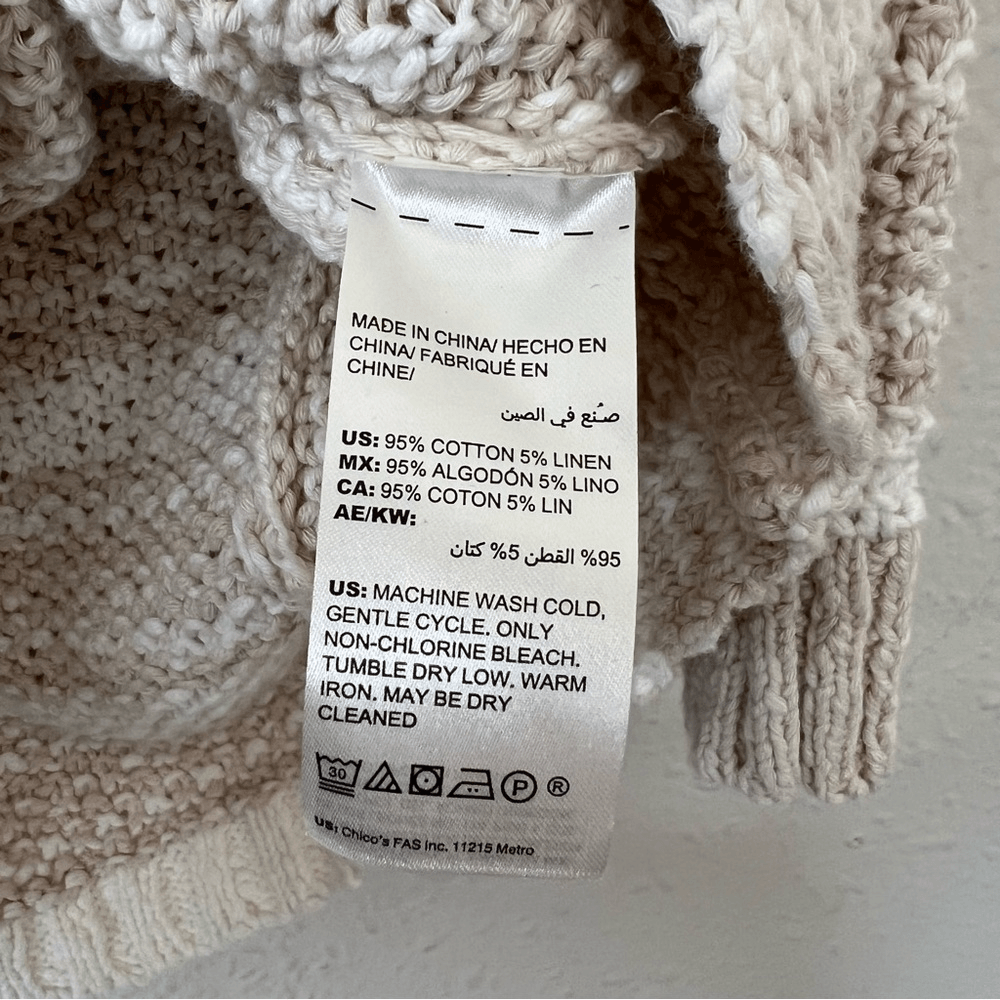 MADE IN CHINA/ HECHO EN
CHINA/ FABRIQUÉ EN
CHINE/
صُنع في الصين
US: 95% COTTON 5% LINEN
MX: 95% ALGODÓN 5% LINO
CA: 95% COTON 5% LIN
AE/KW:
95% القطن 5% كتان
US: MACHINE WASH COLD,
GENTLE CYCLE. ONLY
NON-CHLORINE BLEACH.
TUMBLE DRY LOW. WARM
IRON. MAY BE DRY
CLEANED
30 P ®
US; Chico's FAS Inc. 11215 Metro